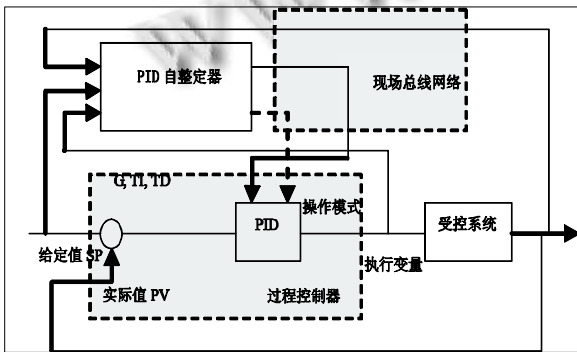 PID 自整定器
现场总线网络
G, TI, TD
操作模式
PID
受控系统
给定值 SP
执行变量
实际值 PV
过程控制器